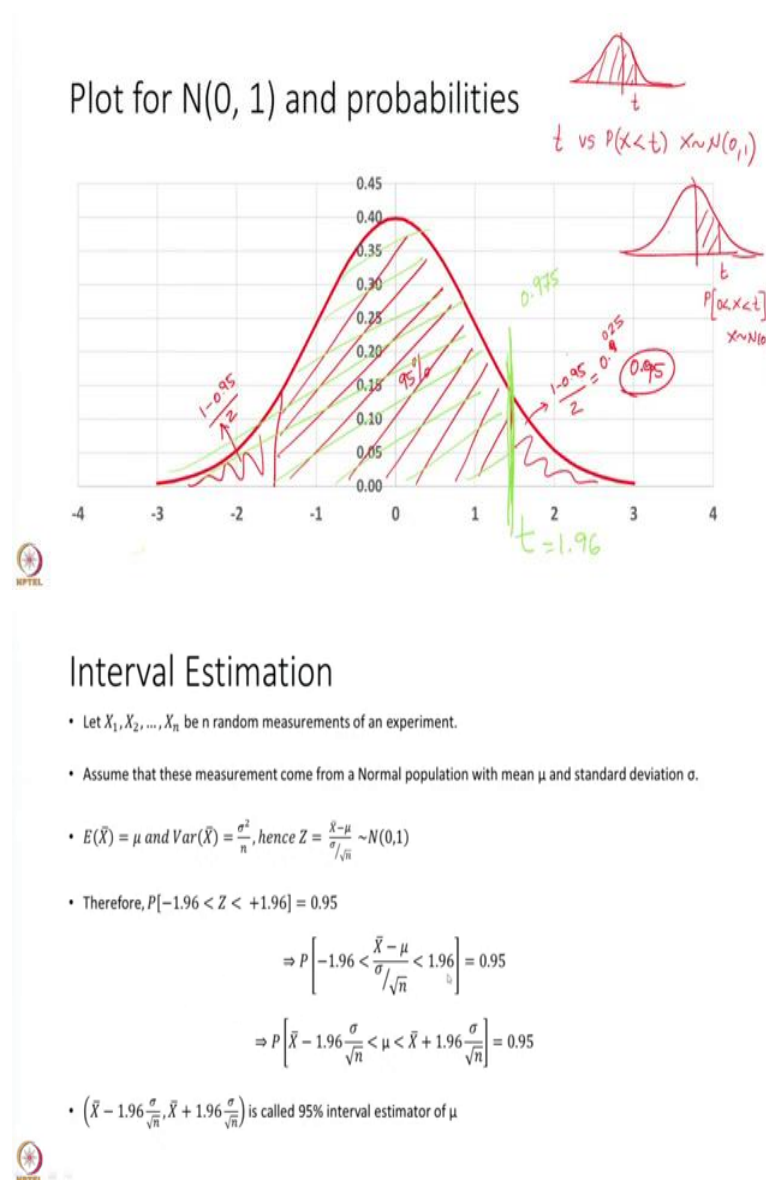 Plot for N(0, 1) and probabilities
t
t vs P(X<t) X~N(0,1)
t
P[0<x<t]
X~N(0
0.45
0.40
0.35
0.30
0.25
0.20
0.15
0.10
0.05
0.00
-4 -3 -2 -1 0 1 2 3 4
0.975
95%
1-0.95
2
1-0.95 = 0.025
2
0.95
t=1.96
NPTEL
Interval Estimation
• Let X₁, X₂, ..., Xₙ be n random measurements of an experiment.
• Assume that these measurement come from a Normal population with mean μ and standard deviation σ.
• E(X̄) = μ and Var(X̄) = σ²/n, hence Z = X̄−μ / σ/√n ~N(0,1)
• Therefore, P[−1.96 < Z < +1.96] = 0.95
⇒ P[−1.96 < X̄ − μ / σ/√n < 1.96] = 0.95
⇒ P[X̄ − 1.96 σ/√n < μ < X̄ + 1.96 σ/√n] = 0.95
• (X̄ − 1.96 σ/√n, X̄ + 1.96 σ/√n) is called 95% interval estimator of μ
NPTEL